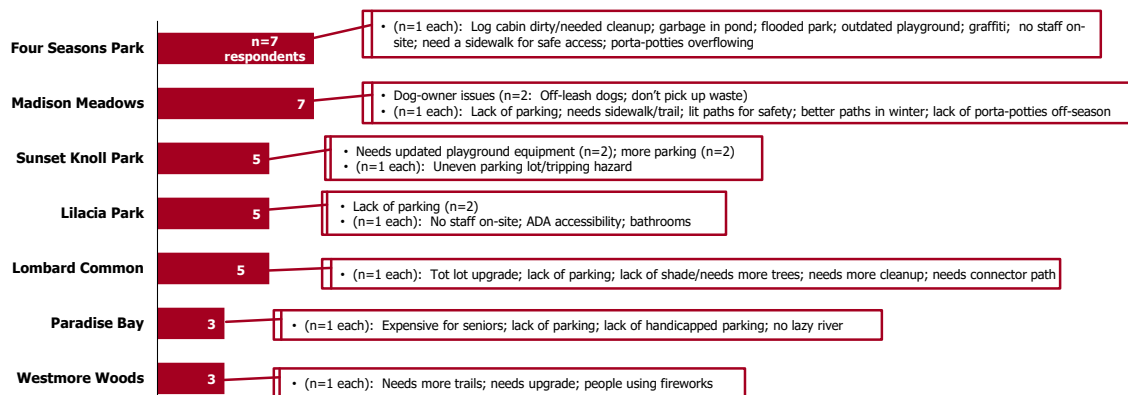 Four Seasons Park
n=7
respondents
• (n=1 each): Log cabin dirty/needed cleanup; garbage in pond; flooded park; outdated playground; graffiti; no staff on-
site; need a sidewalk for safe access; porta-potties overflowing
Madison Meadows
7
• Dog-owner issues (n=2: Off-leash dogs; don't pick up waste)
• (n=1 each): Lack of parking; needs sidewalk/trail; lit paths for safety; better paths in winter; lack of porta-potties off-season
Sunset Knoll Park
5
• Needs updated playground equipment (n=2); more parking (n=2)
• (n=1 each): Uneven parking lot/tripping hazard
Lilacia Park
5
• Lack of parking (n=2)
• (n=1 each): No staff on-site; ADA accessibility; bathrooms
Lombard Common
5
• (n=1 each): Tot lot upgrade; lack of parking; lack of shade/needs more trees; needs more cleanup; needs connector path
Paradise Bay
3
• (n=1 each): Expensive for seniors; lack of parking; lack of handicapped parking; no lazy river
Westmore Woods
3
• (n=1 each): Needs more trails; needs upgrade; people using fireworks